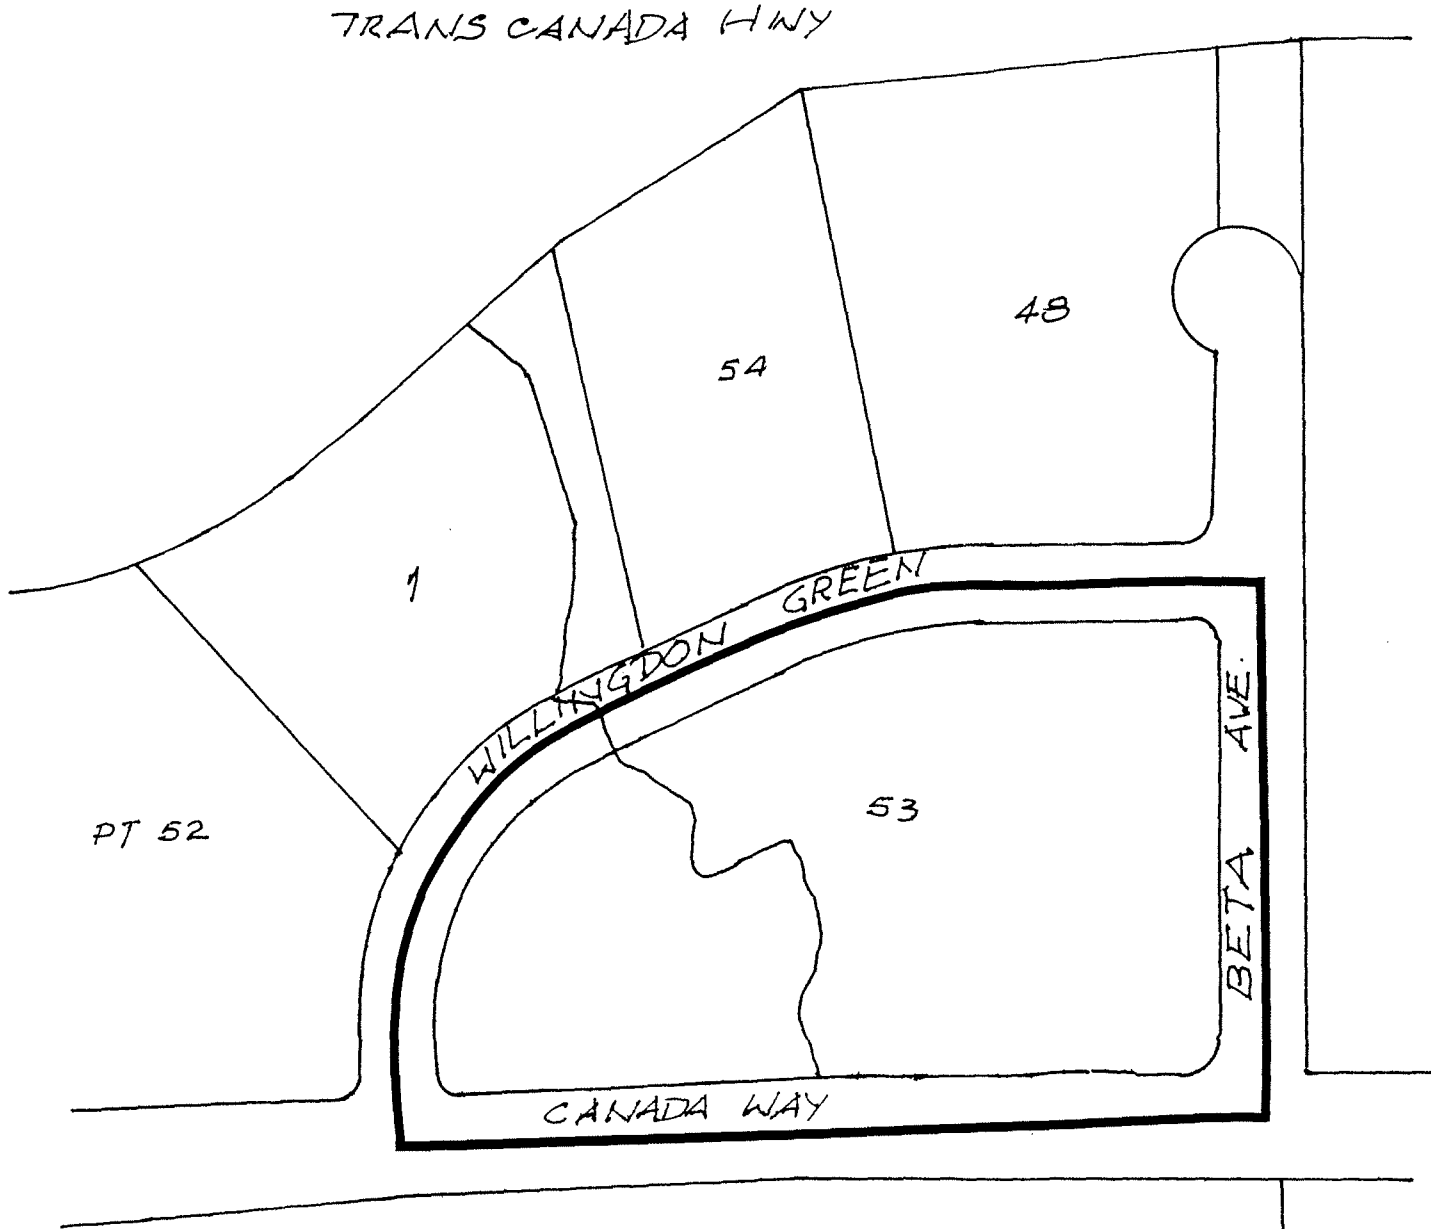 TRANS CANADA HWY
48
54
1
WILLINGDON GREEN
PT 52
53
BETA AVE.
CANADA WAY